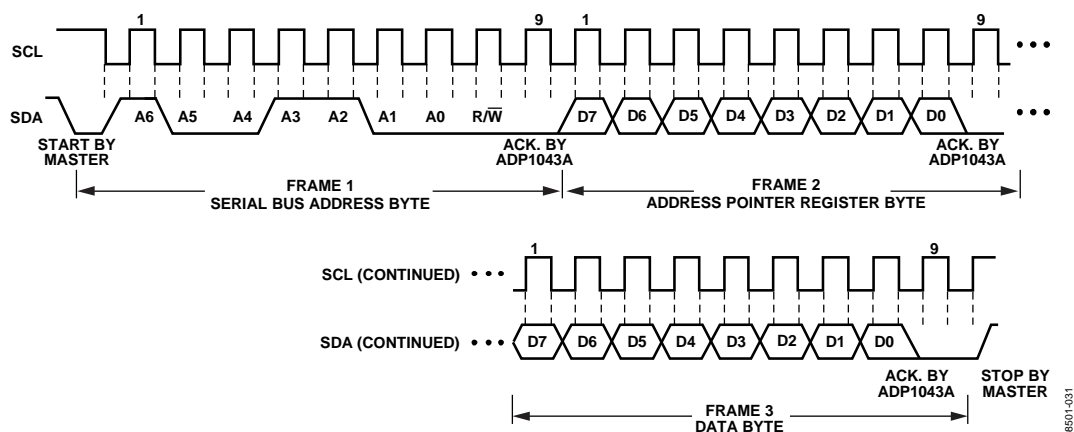 1 9 1 9
SCL
SDA A6 A5 A4 A3 A2 A1 A0 R/W̅ D7 D6 D5 D4 D3 D2 D1 D0
START BY
MASTER
ACK. BY
ADP1043A
ACK. BY
ADP1043A
FRAME 1
SERIAL BUS ADDRESS BYTE
FRAME 2
ADDRESS POINTER REGISTER BYTE
1 9
SCL (CONTINUED)
SDA (CONTINUED) D7 D6 D5 D4 D3 D2 D1 D0
ACK. BY
ADP1043A
STOP BY
MASTER
FRAME 3
DATA BYTE
8501-031